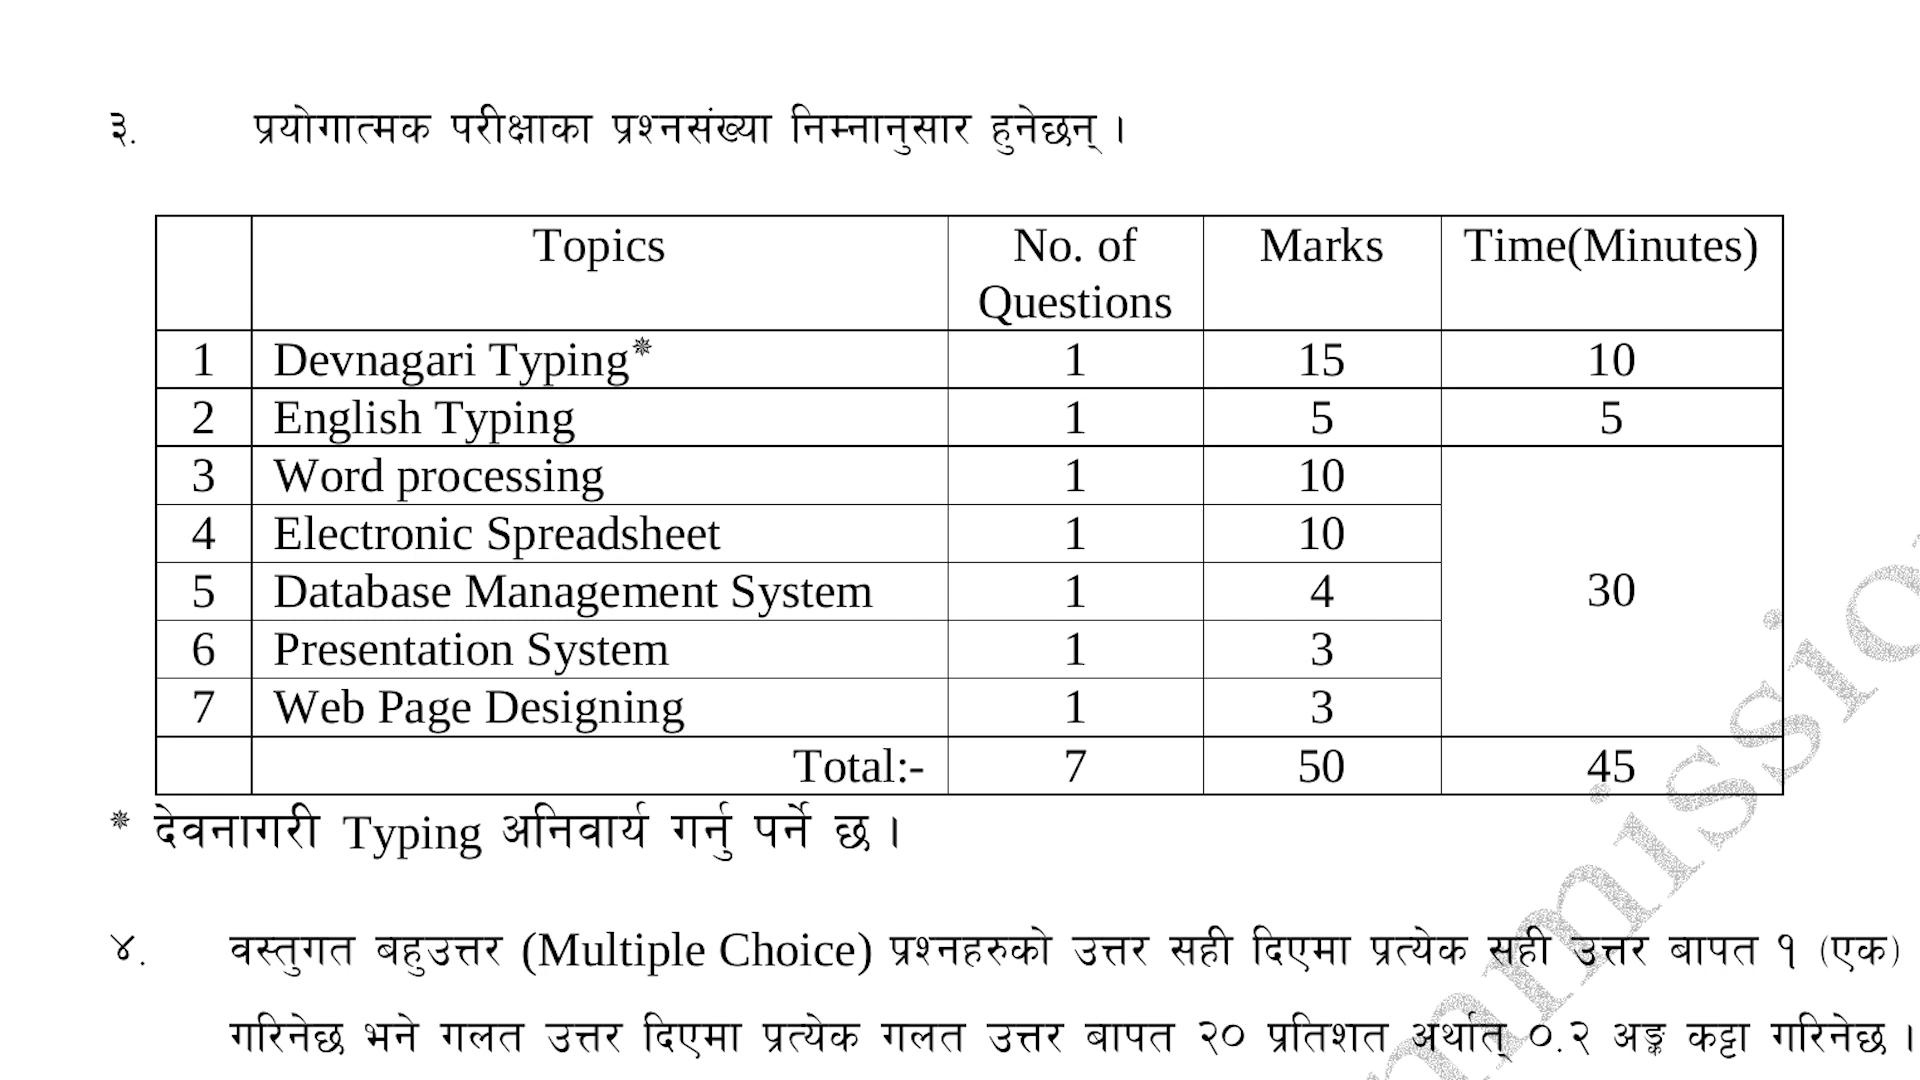 ३. प्रयोगात्मक परीक्षाका प्रश्नसंख्या निम्नानुसार हुनेछन् ।
Topics No. of Questions Marks Time(Minutes)
1 Devnagari Typing* 1 15 10
2 English Typing 1 5 5
3 Word processing 1 10
4 Electronic Spreadsheet 1 10
5 Database Management System 1 4 30
6 Presentation System 1 3
7 Web Page Designing 1 3
Total:- 7 50 45
* देवनागरी Typing अनिवार्य गर्नु पर्ने छ ।
४. वस्तुगत बहुउत्तर (Multiple Choice) प्रश्नहरुको उत्तर सही दिएमा प्रत्येक सही उत्तर बापत १ (एक)
गरिनेछ भने गलत उत्तर दिएमा प्रत्येक गलत उत्तर बापत २० प्रतिशत अर्थात् ०.२ अङ्क कट्टा गरिनेछ ।